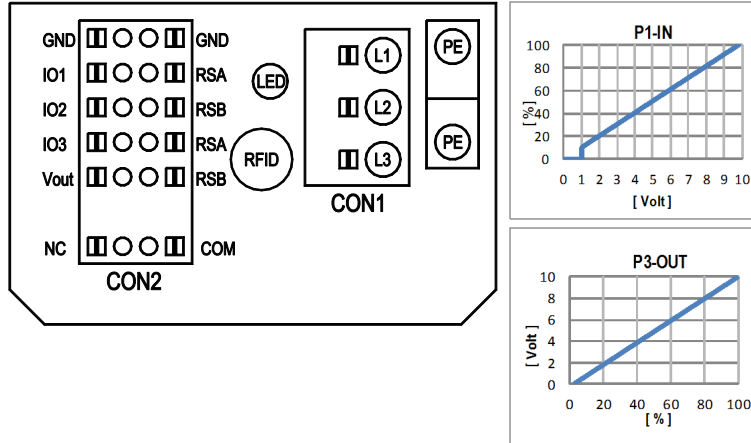 GND GND
IO1 RSA
IO2 RSB
IO3 RSA
Vout RSB
NC COM
CON2
LED
RFID
L1
L2
L3
CON1
PE
PE
P1-IN
100
80
60
40
20
0
[ % ]
0 1 2 3 4 5 6 7 8 9 10
[ Volt ]
P3-OUT
10
8
6
4
2
0
[ Volt ]
0 20 40 60 80 100
[ % ]